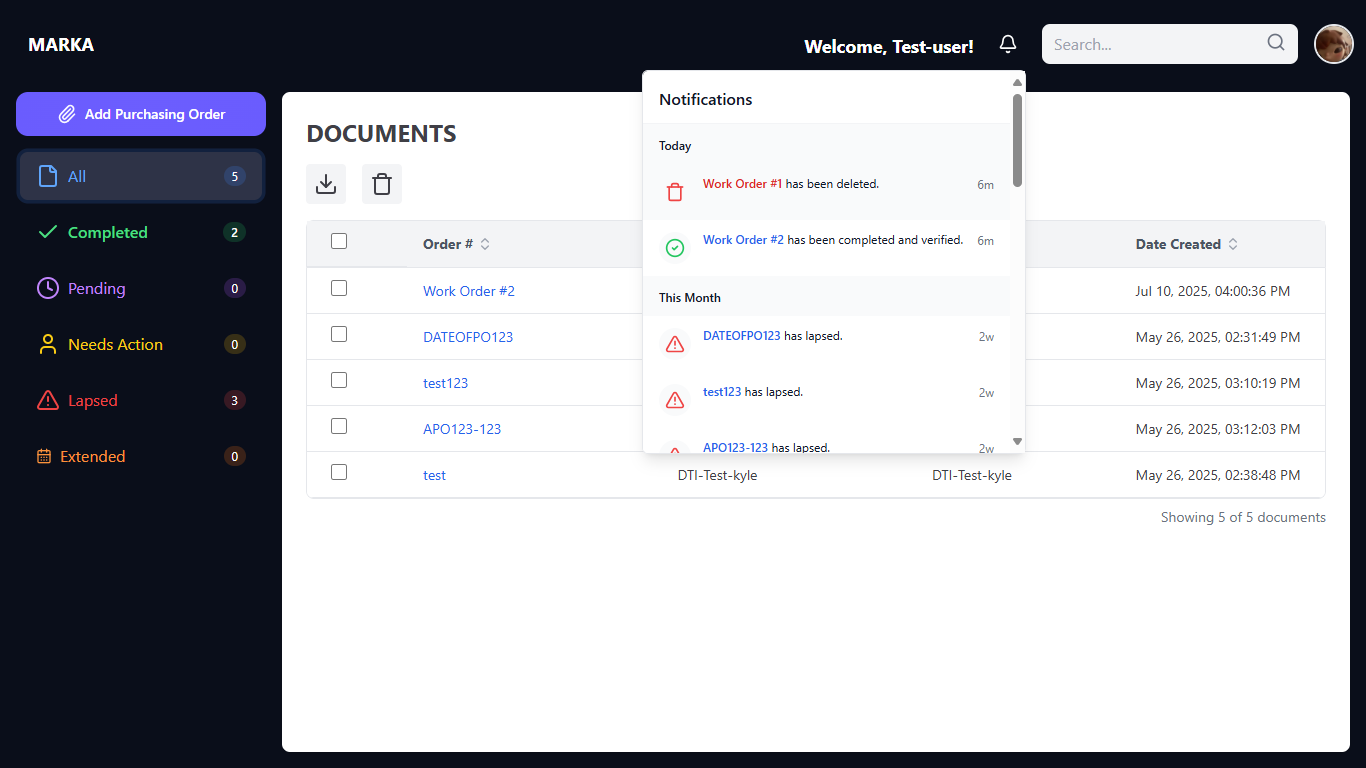 MARKA
Welcome, Test-user!
Search...
Add Purchasing Order
All 5
Completed 2
Pending 0
Needs Action 0
Lapsed 3
Extended 0
DOCUMENTS
Order # Date Created
Work Order #2 Jul 10, 2025, 04:00:36 PM
DATEOFPO123 May 26, 2025, 02:31:49 PM
test123 May 26, 2025, 03:10:19 PM
APO123-123 May 26, 2025, 03:12:03 PM
test DTI-Test-kyle DTI-Test-kyle May 26, 2025, 02:38:48 PM
Showing 5 of 5 documents
Notifications
Today
Work Order #1 has been deleted. 6m
Work Order #2 has been completed and verified. 6m
This Month
DATEOFPO123 has lapsed. 2w
test123 has lapsed. 2w
APO123-123 has lapsed. 2w